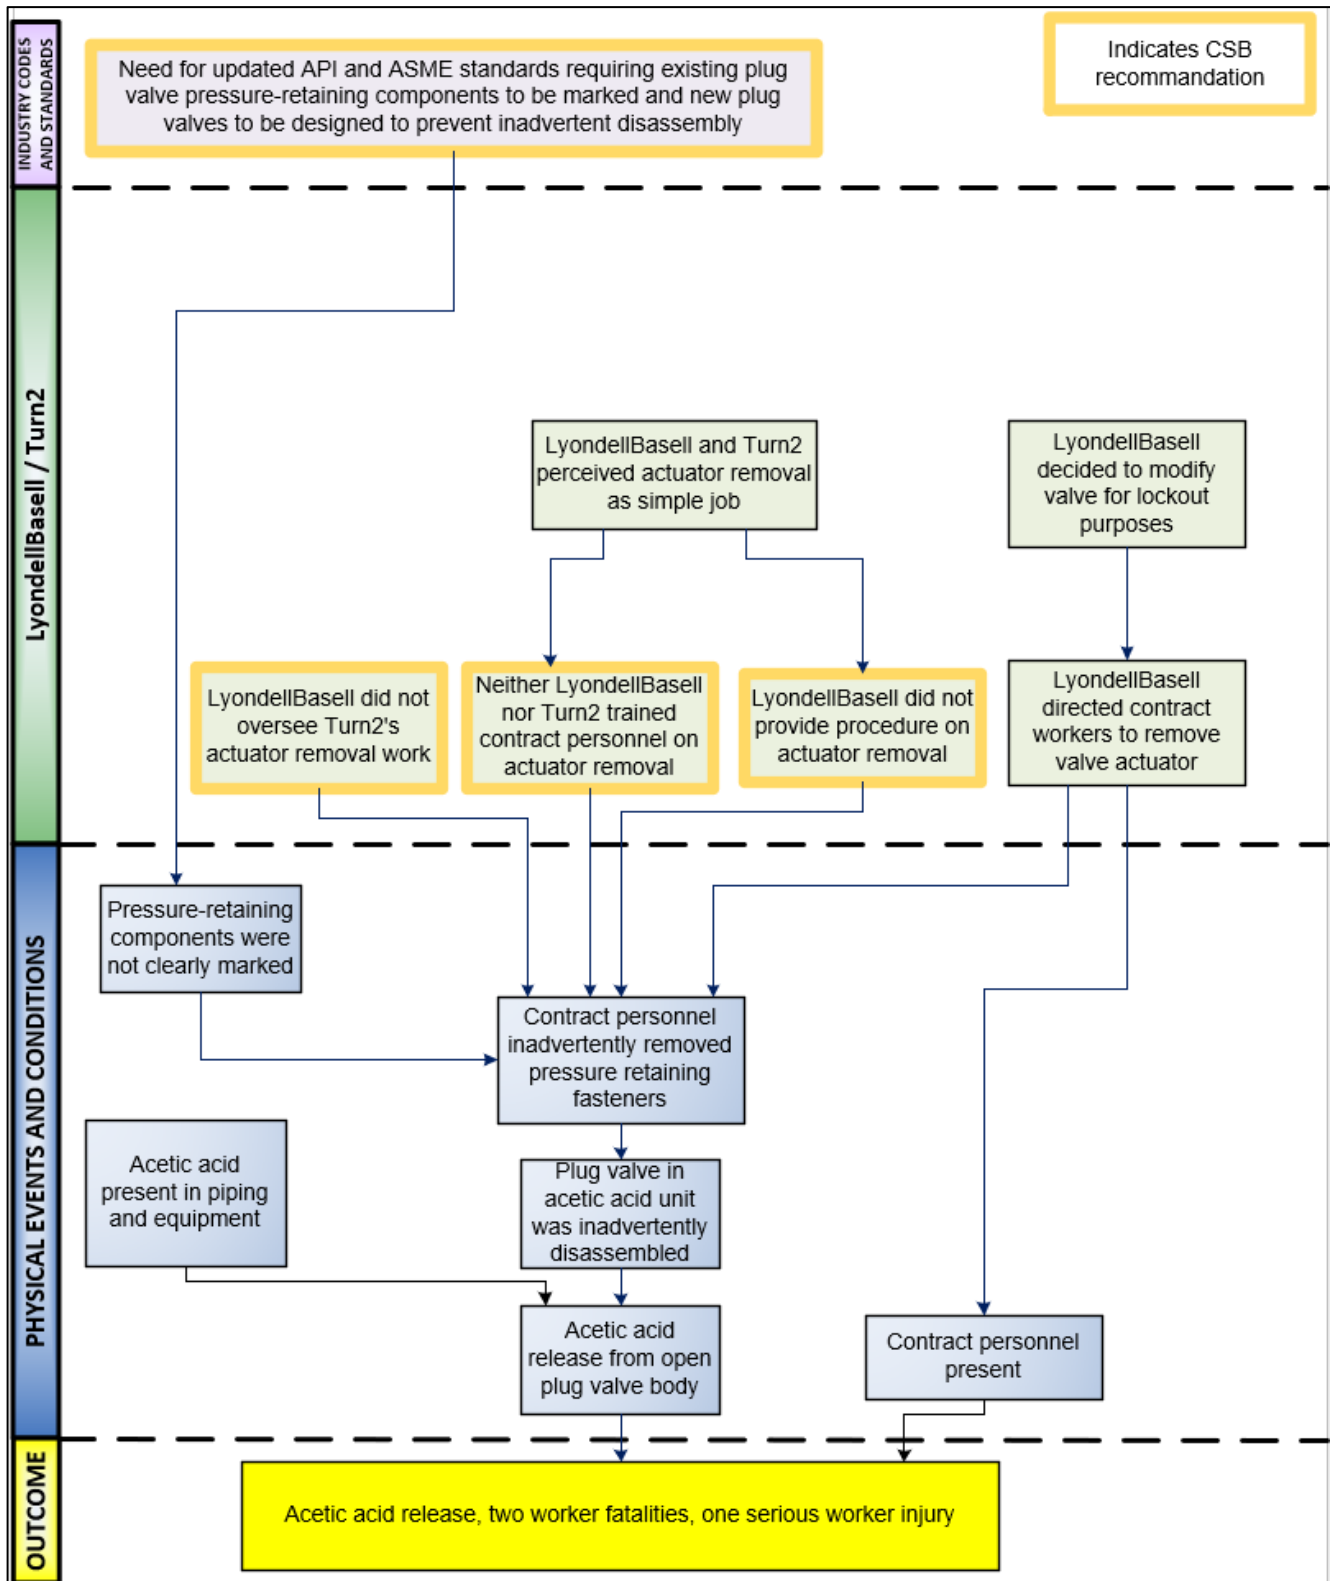 INDUSTRY CODES
AND STANDARDS
Need for updated API and ASME standards requiring existing plug
valve pressure-retaining components to be marked and new plug
valves to be designed to prevent inadvertent disassembly
Indicates CSB
recommandation
LyondellBasell / Turn2
LyondellBasell and Turn2
perceived actuator removal
as simple job
LyondellBasell
decided to modify
valve for lockout
purposes
LyondellBasell did not
oversee Turn2's
actuator removal work
Neither LyondellBasell
nor Turn2 trained
contract personnel on
actuator removal
LyondellBasell did not
provide procedure on
actuator removal
LyondellBasell
directed contract
workers to remove
valve actuator
PHYSICAL EVENTS AND CONDITIONS
Pressure-retaining
components were
not clearly marked
Contract personnel
inadvertently removed
pressure retaining
fasteners
Acetic acid
present in piping
and equipment
Plug valve in
acetic acid unit
was inadvertently
disassembled
Acetic acid
release from open
plug valve body
Contract personnel
present
OUTCOME
Acetic acid release, two worker fatalities, one serious worker injury